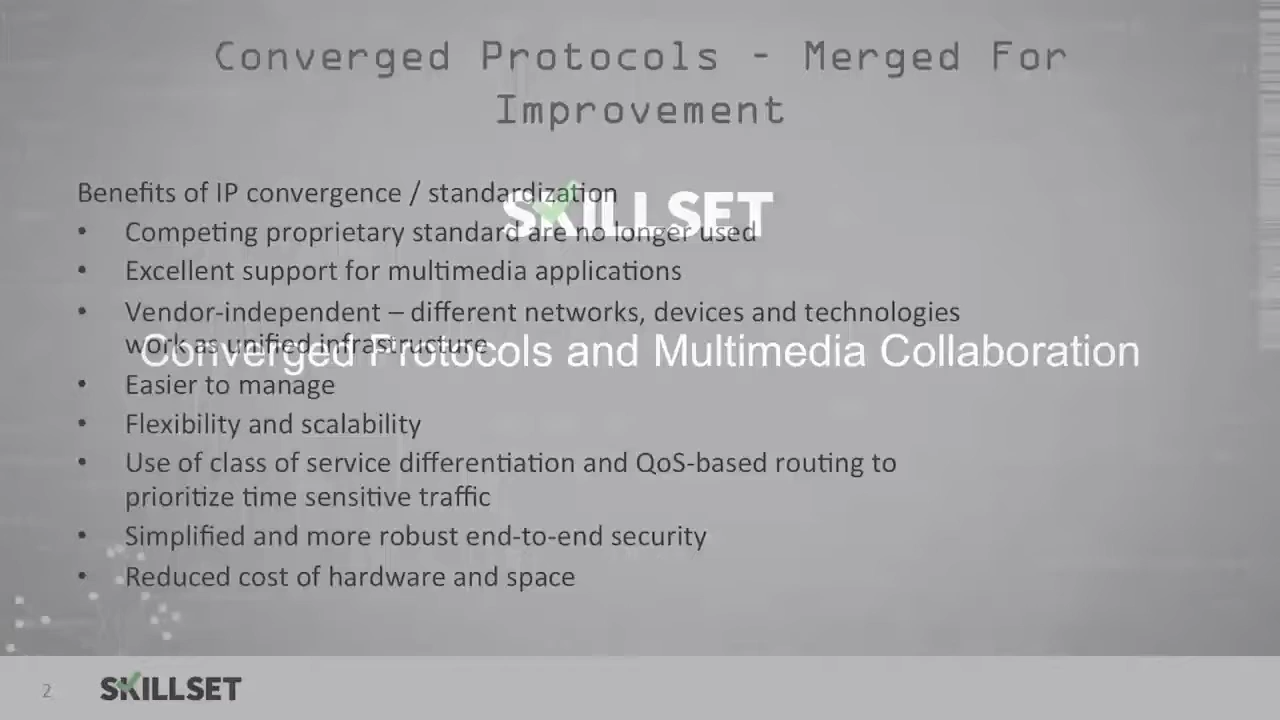 Converged Protocols - Merged For
Improvement
Benefits of IP convergence / standardization
SKILLSET
• Competing proprietary standard are no longer used
• Excellent support for multimedia applications
• Vendor-independent – different networks, devices and technologies
work as unified infrastructure
Converged Protocols and Multimedia Collaboration
• Easier to manage
• Flexibility and scalability
• Use of class of service differentiation and QoS-based routing to
prioritize time sensitive traffic
• Simplified and more robust end-to-end security
• Reduced cost of hardware and space
2
SKILLSET